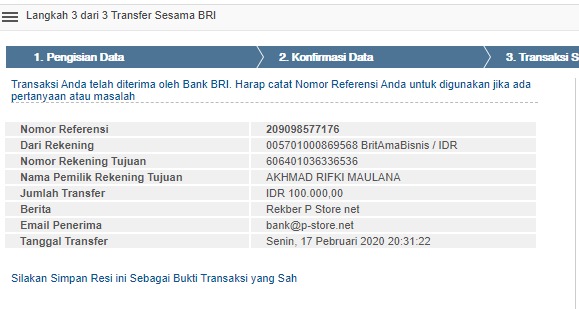 Langkah 3 dari 3 Transfer Sesama BRI
1. Pengisian Data
2. Konfirmasi Data
3. Transaksi S
Transaksi Anda telah diterima oleh Bank BRI. Harap catat Nomor Referensi Anda untuk digunakan jika ada
pertanyaan atau masalah
Nomor Referensi 209098577176
Dari Rekening 005701000869568 BritAmaBisnis / IDR
Nomor Rekening Tujuan 606401036336536
Nama Pemilik Rekening Tujuan AKHMAD RIFKI MAULANA
Jumlah Transfer IDR 100.000,00
Berita Rekber P Store net
Email Penerima bank@p-store.net
Tanggal Transfer Senin, 17 Pebruari 2020 20:31:22
Silakan Simpan Resi ini Sebagai Bukti Transaksi yang Sah